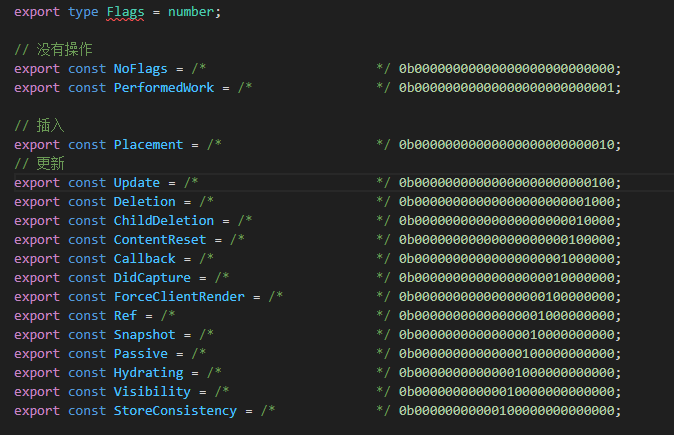 export type Flags = number;
// 没有操作
export const NoFlags = /*                      */ 0b00000000000000000000000000;
export const PerformedWork = /*                */ 0b00000000000000000000000001;
// 插入
export const Placement = /*                    */ 0b00000000000000000000000010;
// 更新
export const Update = /*                       */ 0b00000000000000000000000100;
export const Deletion = /*                     */ 0b00000000000000000000001000;
export const ChildDeletion = /*                */ 0b00000000000000000000010000;
export const ContentReset = /*                 */ 0b00000000000000000000100000;
export const Callback = /*                     */ 0b00000000000000000001000000;
export const DidCapture = /*                   */ 0b00000000000000000010000000;
export const ForceClientRender = /*            */ 0b00000000000000000100000000;
export const Ref = /*                          */ 0b00000000000000001000000000;
export const Snapshot = /*                     */ 0b00000000000000010000000000;
export const Passive = /*                      */ 0b00000000000000100000000000;
export const Hydrating = /*                    */ 0b00000000000001000000000000;
export const Visibility = /*                   */ 0b00000000000010000000000000;
export const StoreConsistency = /*             */ 0b00000000000100000000000000;